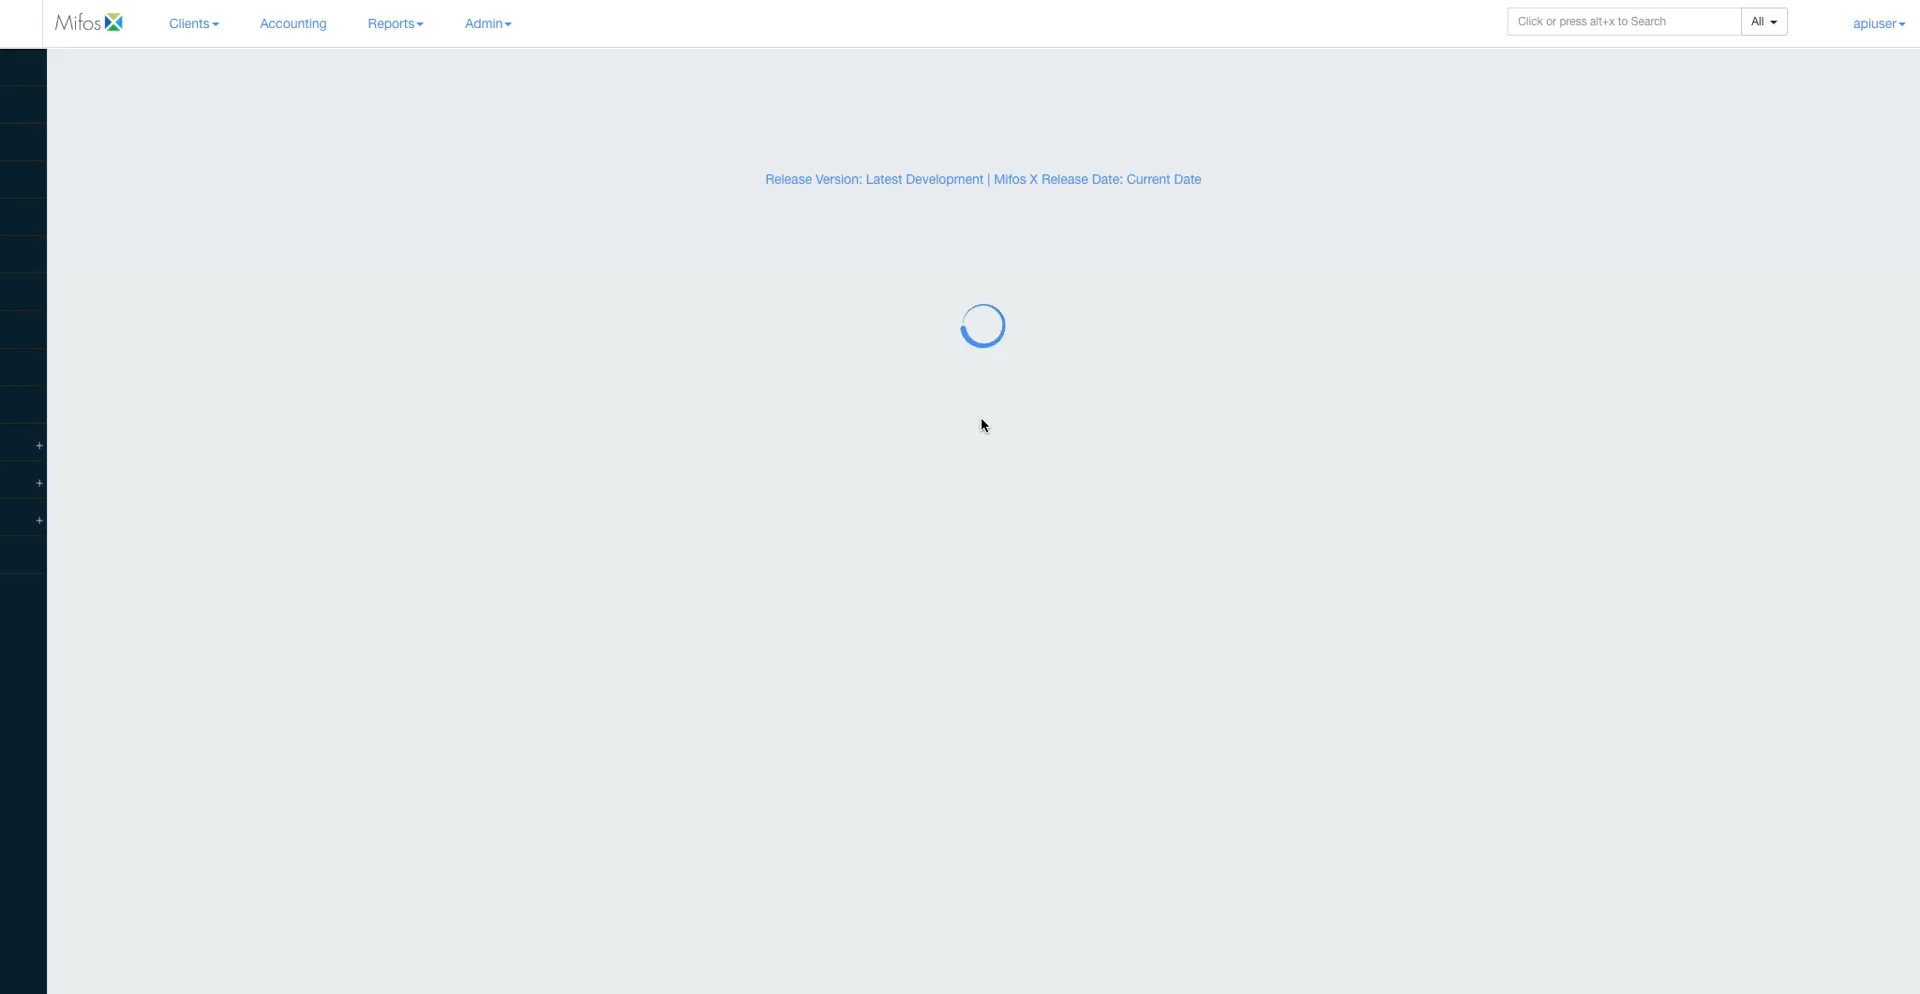 Mifos
Clients
Accounting
Reports
Admin
Click or press alt+x to Search
All
apiuser
Release Version: Latest Development | Mifos X Release Date: Current Date
+
+
+